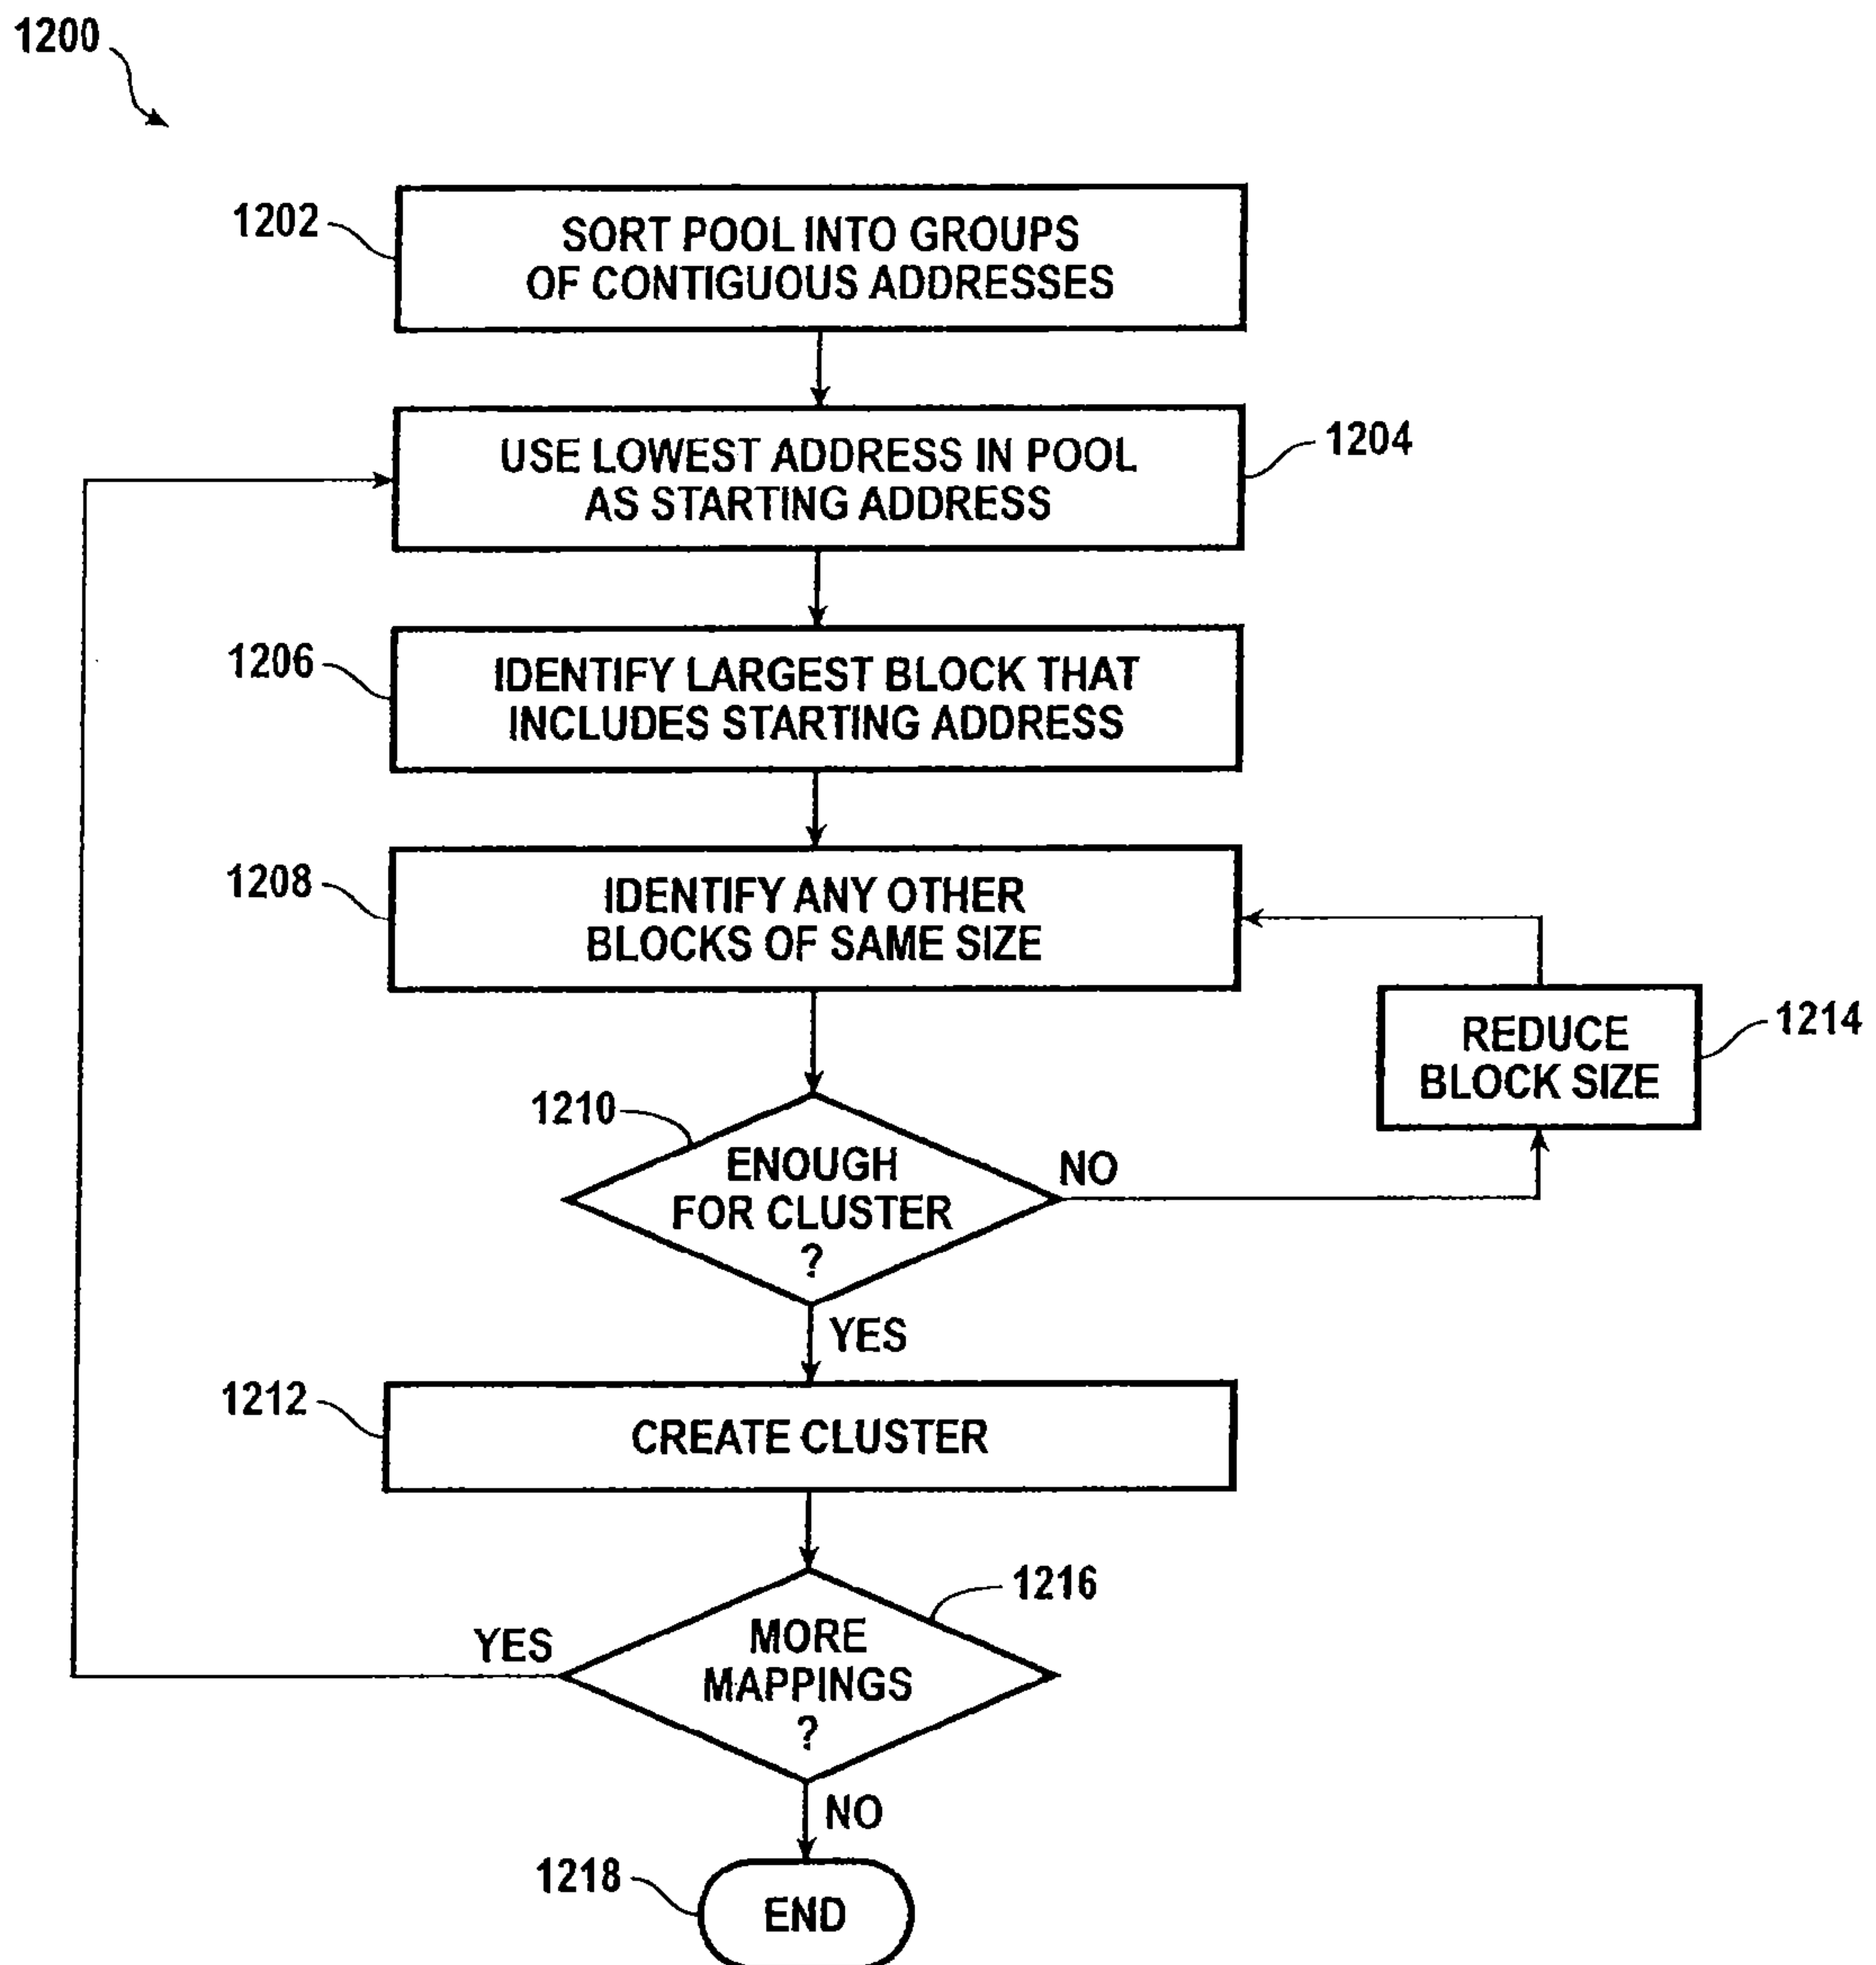 1200
1202
SORT POOL INTO GROUPS
OF CONTIGUOUS ADDRESSES
USE LOWEST ADDRESS IN POOL
AS STARTING ADDRESS
1204
1206
IDENTIFY LARGEST BLOCK THAT
INCLUDES STARTING ADDRESS
1208
IDENTIFY ANY OTHER
BLOCKS OF SAME SIZE
REDUCE
BLOCK SIZE
1214
1210
ENOUGH
FOR CLUSTER
?
NO
YES
1212
CREATE CLUSTER
1216
MORE
MAPPINGS
?
YES
NO
1218
END